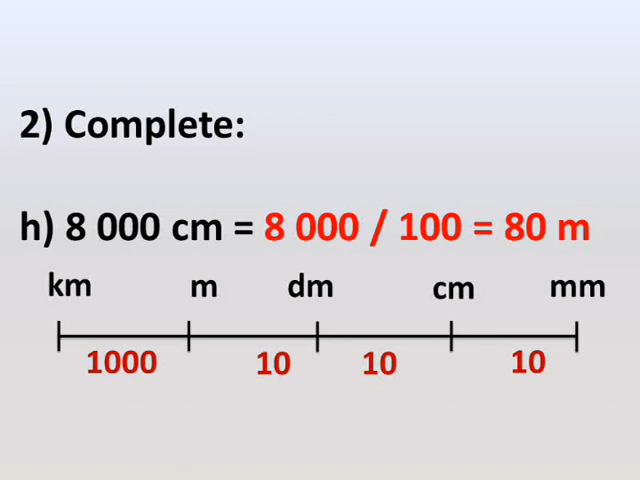 2) Complete:
h) 8 000 cm = 8 000 / 100 = 80 m
km m dm cm mm
1000 10 10 10